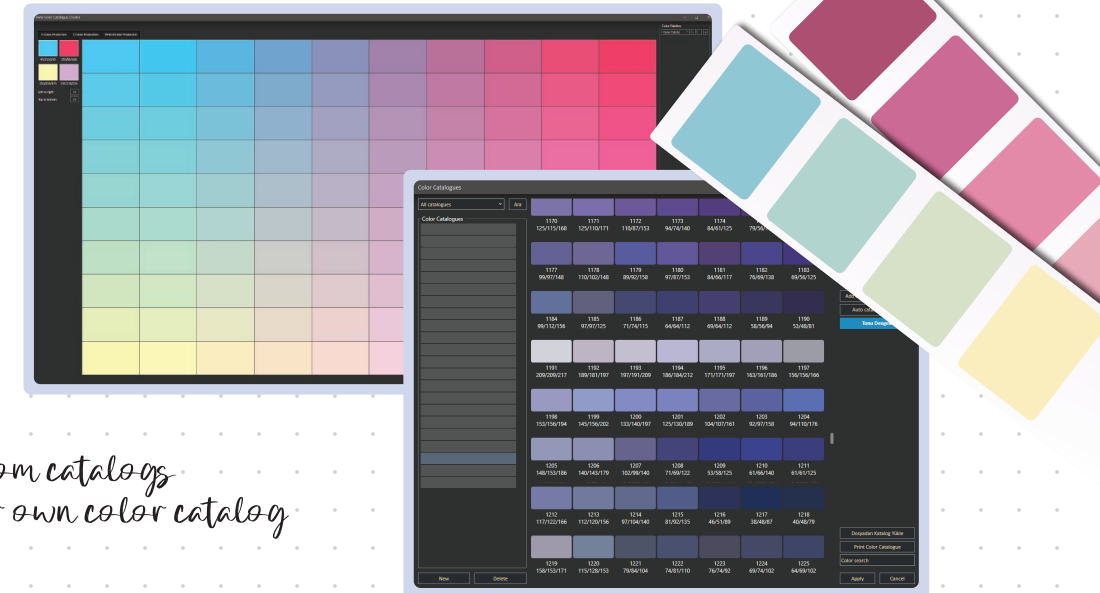 Color Catalogues
All catalogues
Ara
Color Catalogues
1170 1171 1172 1173 1174
125/115/168 125/110/171 110/87/153 94/74/140 84/61/125
1177 1178 1179 1180 1181 1182 1183
99/97/148 110/102/148 89/92/158 97/87/153 84/66/117 76/69/138 69/56/125
1184 1185 1186 1187 1188 1189 1190
99/112/156 97/97/125 71/74/115 64/64/112 69/64/112 58/56/94 53/48/81
1191 1192 1193 1194 1195 1196 1197
209/209/217 189/181/197 197/191/209 186/184/212 171/171/197 163/161/186 156/156/166
1198 1199 1200 1201 1202 1203 1204
153/156/194 145/156/202 133/140/197 125/130/189 104/107/161 92/97/158 94/110/176
1205 1206 1207 1208 1209 1210 1211
148/153/186 140/143/179 102/99/140 71/69/122 53/58/125 61/66/140 61/61/125
1212 1213 1214 1215 1216 1217 1218
117/122/166 112/120/156 97/104/140 81/92/135 46/51/89 38/48/87 40/48/79
1219 1220 1221 1222 1223 1224 1225
158/153/171 115/128/153 79/84/104 74/81/110 76/74/92 69/74/102 64/69/102
New
Delete
Dosyadan Katalog Yükle
Print Color Catalogue
Color search
Apply
Cancel
catalogs
own color catalog